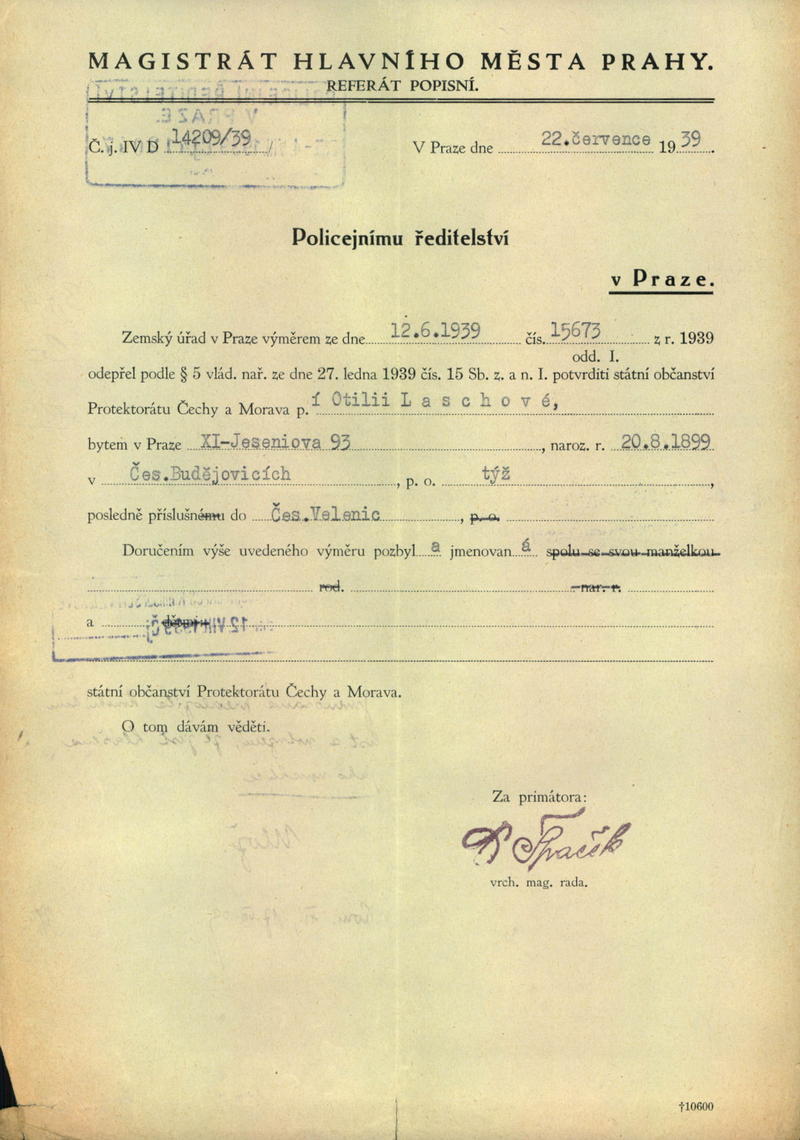 MAGISTRÁT HLAVNÍHO MĚSTA PRAHY.
REFERÁT POPISNÍ.
Č. j. IV D 14209/39 /
V Praze dne 22.července 19 39.
Policejnímu ředitelství
v Praze.
Zemský úřad v Praze výměrem ze dne 12.6.1939 čís. 15673 z r. 1939
odd. I.
odepřel podle § 5 vlád. nař. ze dne 27. ledna 1939 čís. 15 Sb. z. a n. I. potvrditi státní občanství
Protektorátu Čechy a Morava p. í Otilii Laschové,
bytem v Praze XI-Jeseniova 93, naroz. r. 20.8.1899
v Čes.Budějovicích, p. o. týž,
posledně příslušnému do Čes.Velenic, p. o.
Doručením výše uvedeného výměru pozbyl a jmenovan á spolu se svou manželkou
rod. nar. r.
a dětmi
státní občanství Protektorátu Čechy a Morava.
O tom dávám věděti.
Za primátora:
vrch. mag. rada.
†10600